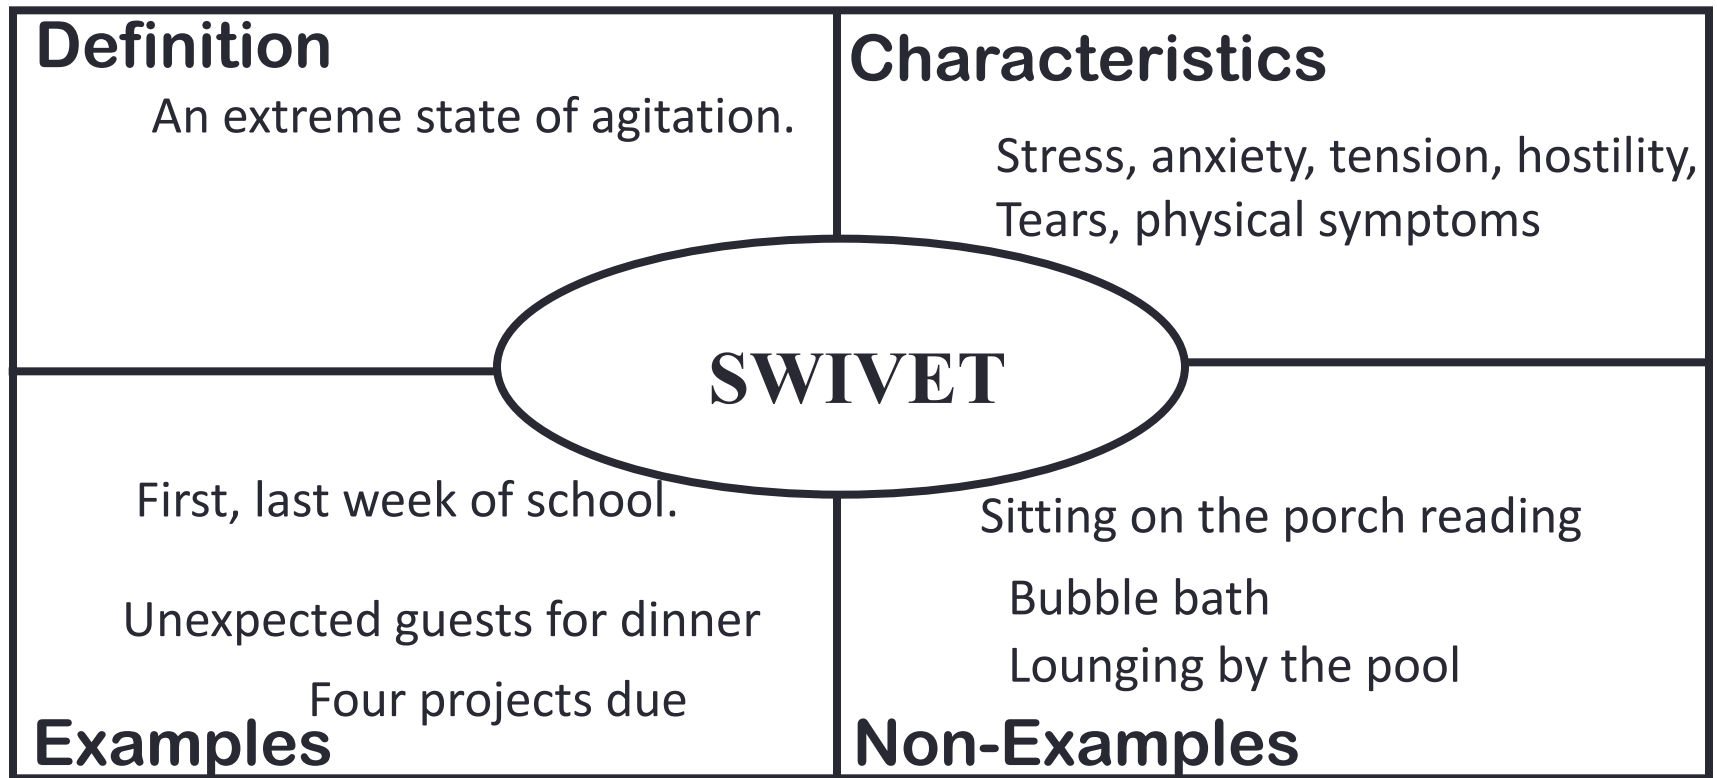 Definition
An extreme state of agitation.
Characteristics
Stress, anxiety, tension, hostility,
Tears, physical symptoms
SWIVET
First, last week of school.
Unexpected guests for dinner
Four projects due
Examples
Sitting on the porch reading
Bubble bath
Lounging by the pool
Non-Examples